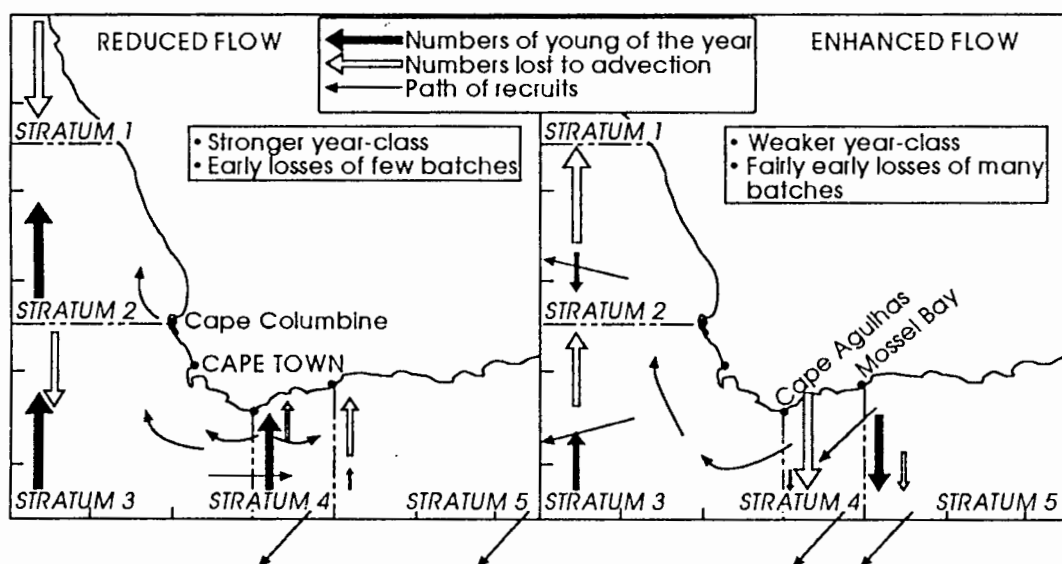 REDUCED FLOW
Numbers of young of the year
Numbers lost to advection
Path of recruits
ENHANCED FLOW
STRATUM 1
• Stronger year-class
• Early losses of few batches
STRATUM 2
Cape Columbine
CAPE TOWN
STRATUM 3
STRATUM 4
STRATUM 5
STRATUM 1
• Weaker year-class
• Fairly early losses of many
batches
STRATUM 2
Cape Agulhas
Mossel Bay
STRATUM 3
STRATUM 4
STRATUM 5